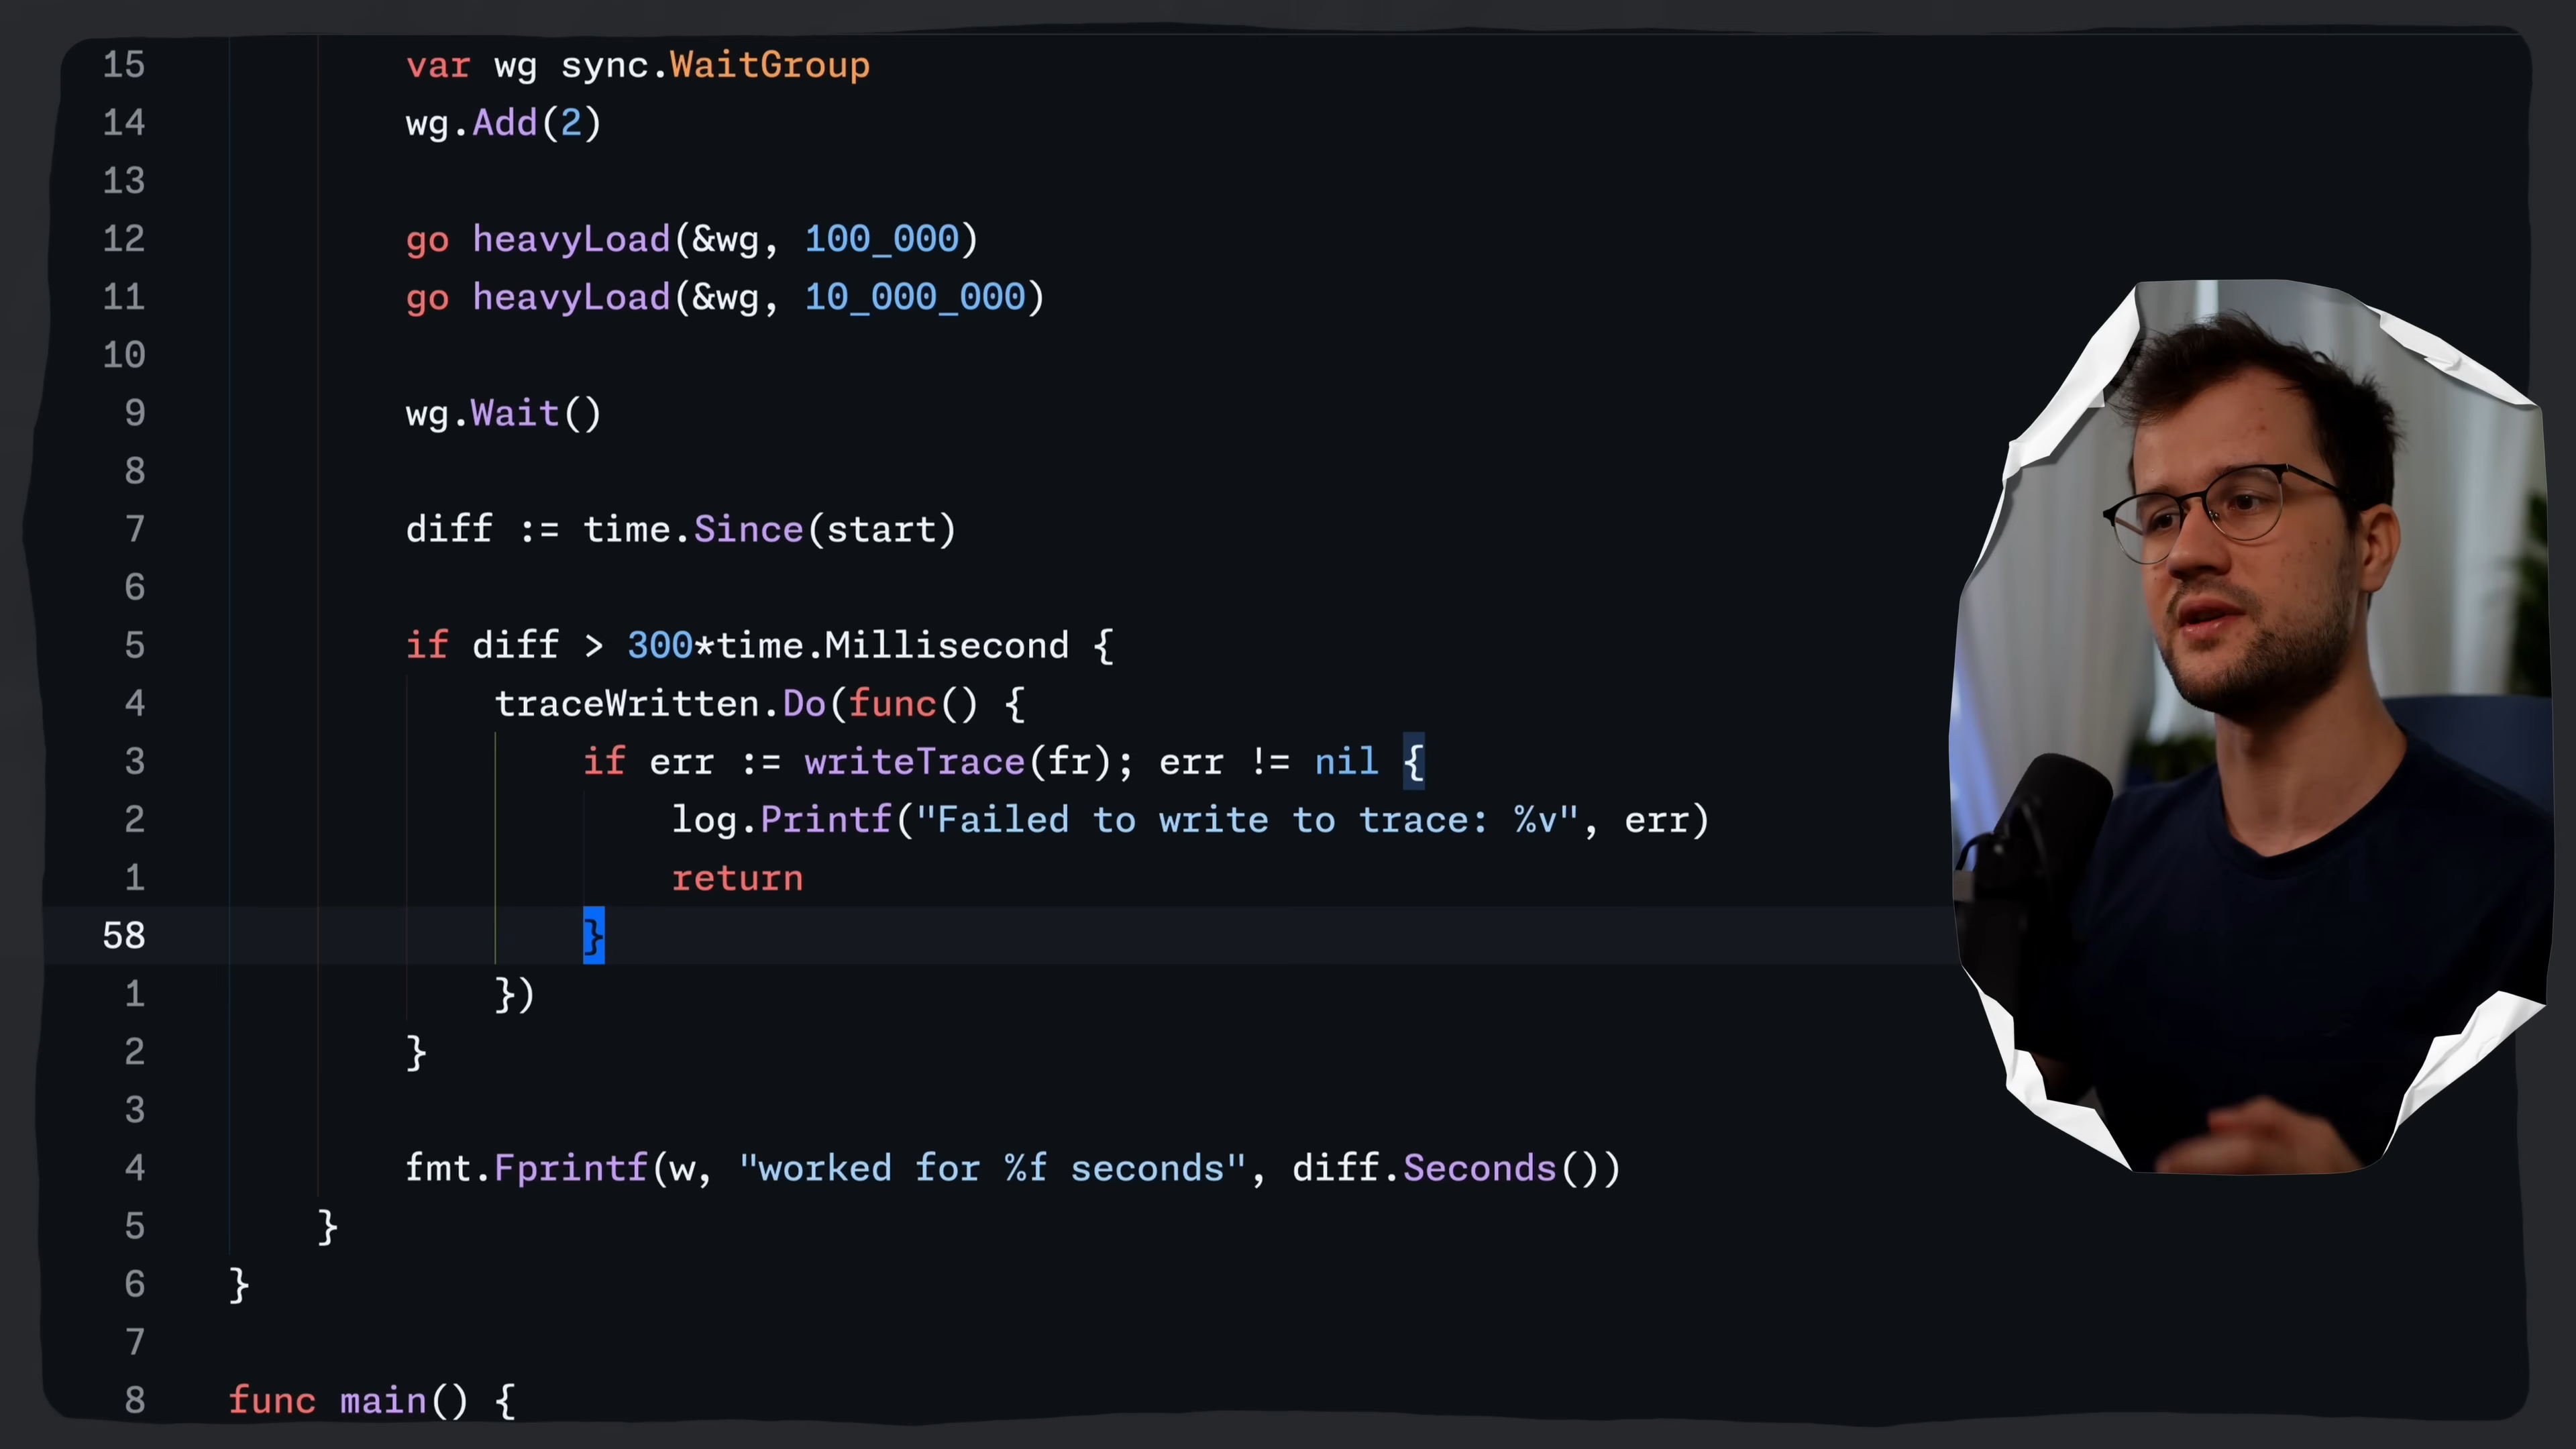 15 var wg sync.WaitGroup
14 wg.Add(2)
13
12 go heavyLoad(&wg, 100_000)
11 go heavyLoad(&wg, 10_000_000)
10
9 wg.Wait()
8
7 diff := time.Since(start)
6
5 if diff > 300*time.Millisecond {
4 traceWritten.Do(func() {
3 if err := writeTrace(fr); err != nil {
2 log.Printf("Failed to write to trace: %v", err)
1 return
58 }
1 })
2 }
3
4 fmt.Fprintf(w, "worked for %f seconds", diff.Seconds())
5 }
6 }
7
8 func main() {